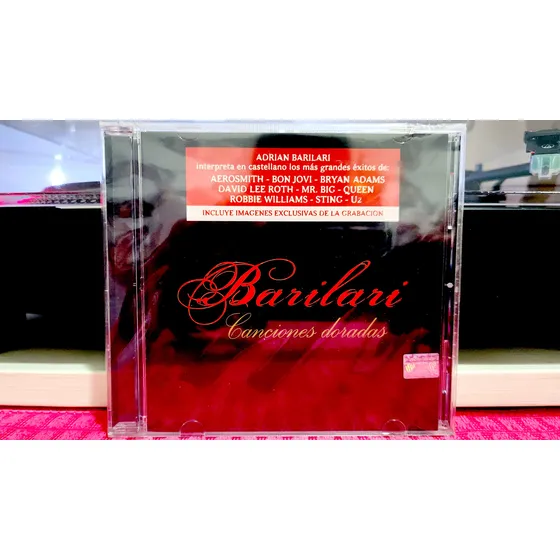 ADRIAN BARILARI
interpreta en castellano los más grandes éxitos de:
AEROSMITH - BON JOVI - BRYAN ADAMS
DAVID LEE ROTH - MR. BIG - QUEEN
ROBBIE WILLIAMS - STING - U2
INCLUYE IMAGENES EXCLUSIVAS DE LA GRABACION
Barilari
Canciones doradas